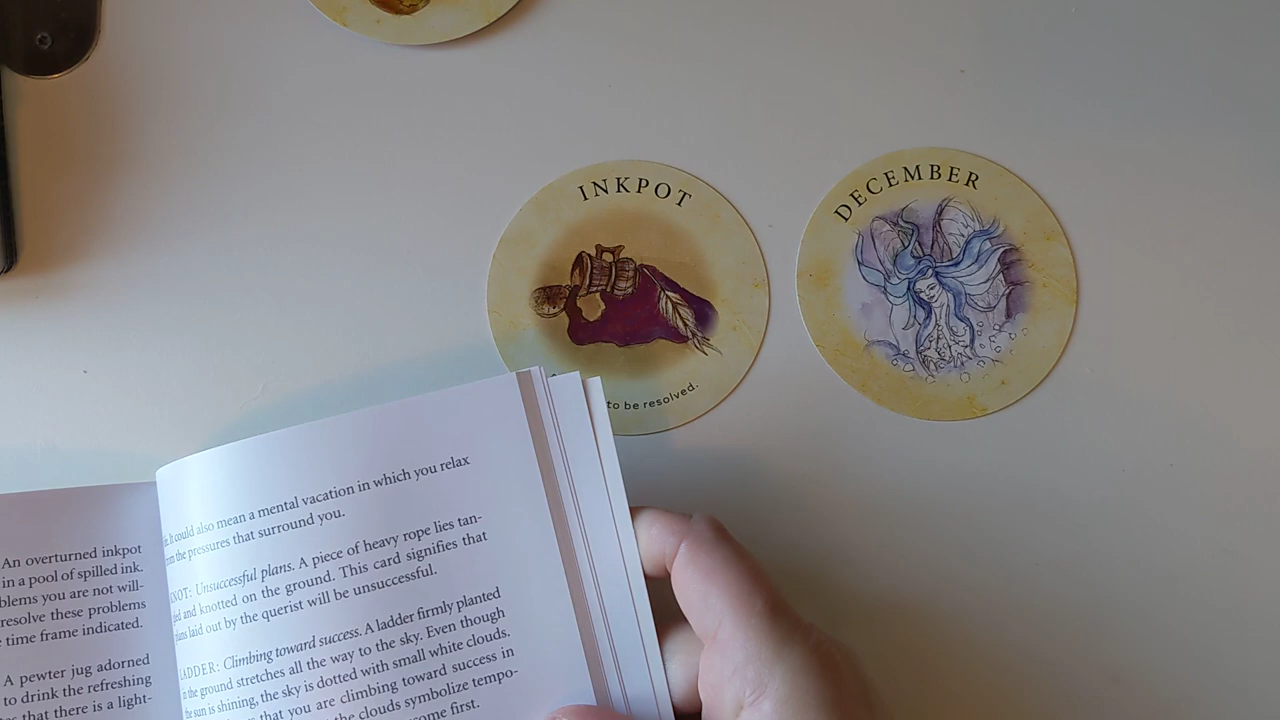 INKPOT
to be resolved.
DECEMBER
An overturned inkpot
in a pool of spilled ink.
blems you are not will-
resolve these problems
time frame indicated.
A pewter jug adorned
to drink the refreshing
that there is a light-
It could also mean a mental vacation in which you relax
the pressures that surround you.
KNOT: Unsuccessful plans. A piece of heavy rope lies tan-
and knotted on the ground. This card signifies that
plans laid out by the querist will be unsuccessful.
LADDER: Climbing toward success. A ladder firmly planted
in the ground stretches all the way to the sky. Even though
the sun is shining, the sky is dotted with small white clouds.
that you are climbing toward success in
the clouds symbolize tempo-
come first.